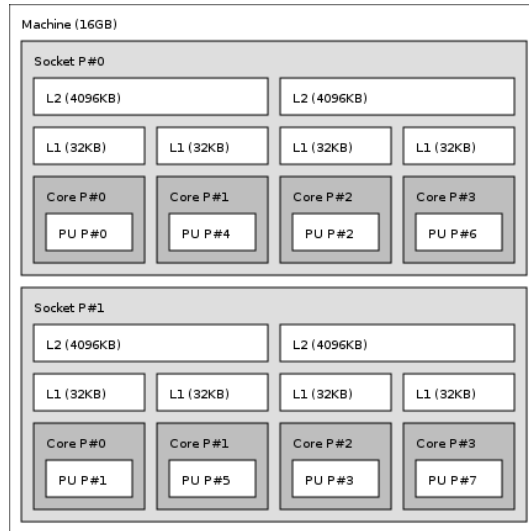 Machine (16GB)
Socket P#0
L2 (4096KB) L2 (4096KB)
L1 (32KB) L1 (32KB) L1 (32KB) L1 (32KB)
Core P#0 Core P#1 Core P#2 Core P#3
PU P#0 PU P#4 PU P#2 PU P#6
Socket P#1
L2 (4096KB) L2 (4096KB)
L1 (32KB) L1 (32KB) L1 (32KB) L1 (32KB)
Core P#0 Core P#1 Core P#2 Core P#3
PU P#1 PU P#5 PU P#3 PU P#7